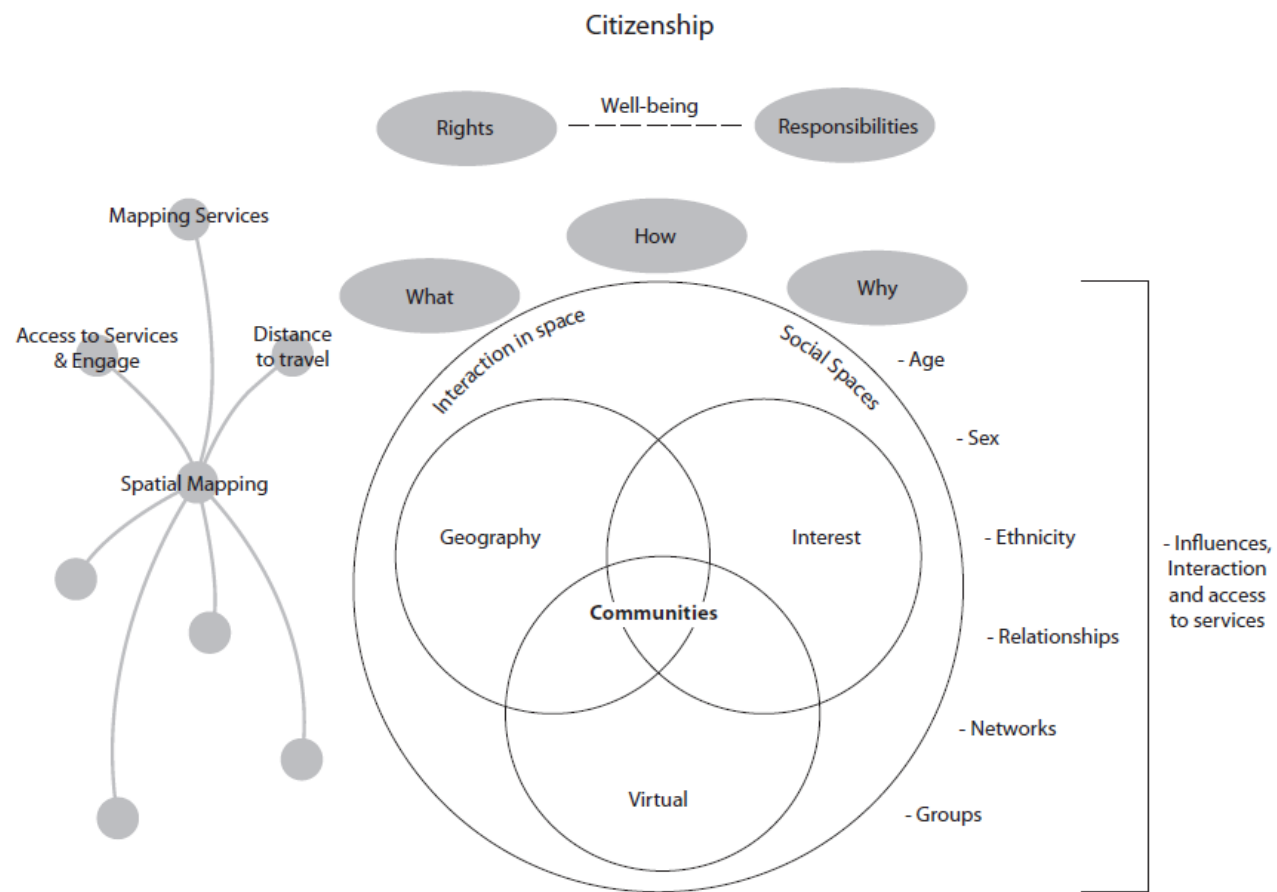 Citizenship
Well-being
Rights
Responsibilities
Mapping Services
How
What
Why
Access to Services
& Engage
Distance
to travel
Interaction in space
Social Spaces
- Age
- Sex
Spatial Mapping
Geography
Interest
- Ethnicity
- Influences,
Interaction
and access
to services
Communities
- Relationships
- Networks
Virtual
- Groups